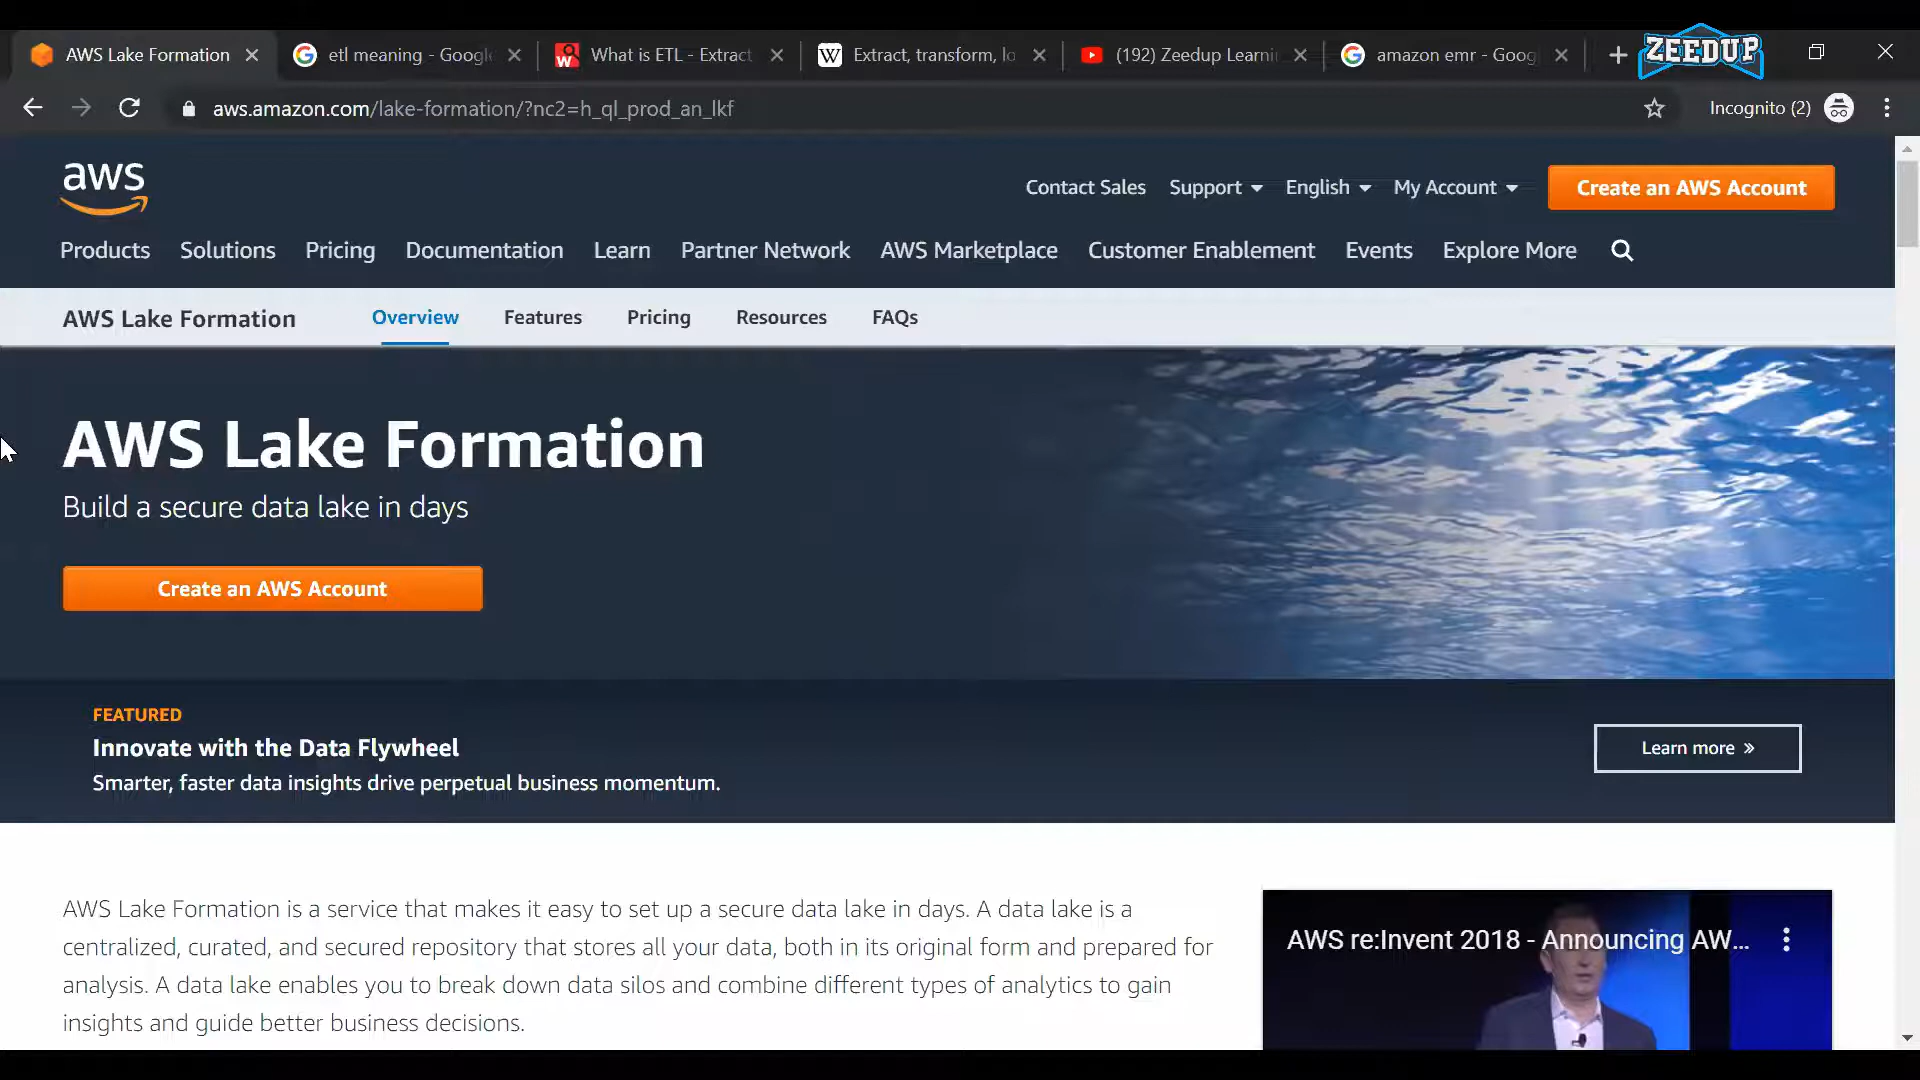 AWS Lake Formation
etl meaning - Google
What is ETL - Extract
Extract, transform, lo
(192) Zeedup Learni
amazon emr - Goog
ZEEDUP
aws.amazon.com/lake-formation/?nc2=h_ql_prod_an_lkf
Incognito (2)
aws
Contact Sales Support English My Account Create an AWS Account
Products Solutions Pricing Documentation Learn Partner Network AWS Marketplace Customer Enablement Events Explore More
AWS Lake Formation Overview Features Pricing Resources FAQs
AWS Lake Formation
Build a secure data lake in days
Create an AWS Account
FEATURED
Innovate with the Data Flywheel
Smarter, faster data insights drive perpetual business momentum.
Learn more »
AWS Lake Formation is a service that makes it easy to set up a secure data lake in days. A data lake is a
centralized, curated, and secured repository that stores all your data, both in its original form and prepared for
analysis. A data lake enables you to break down data silos and combine different types of analytics to gain
insights and guide better business decisions.
AWS re:Invent 2018 - Announcing AW...